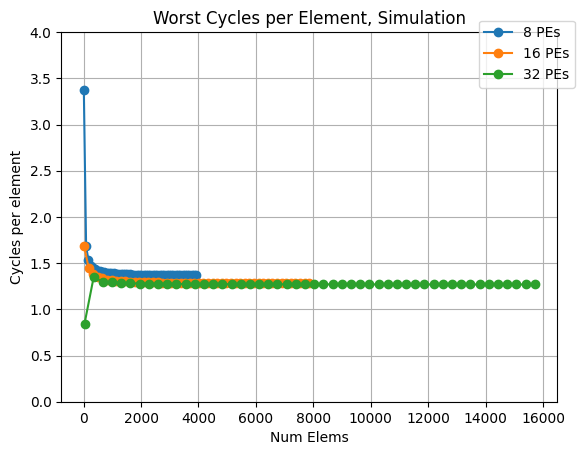 Worst Cycles per Element, Simulation
8 PEs
16 PEs
32 PEs
Cycles per element
4.0
3.5
3.0
2.5
2.0
1.5
1.0
0.5
0.0
0 2000 4000 6000 8000 10000 12000 14000 16000
Num Elems